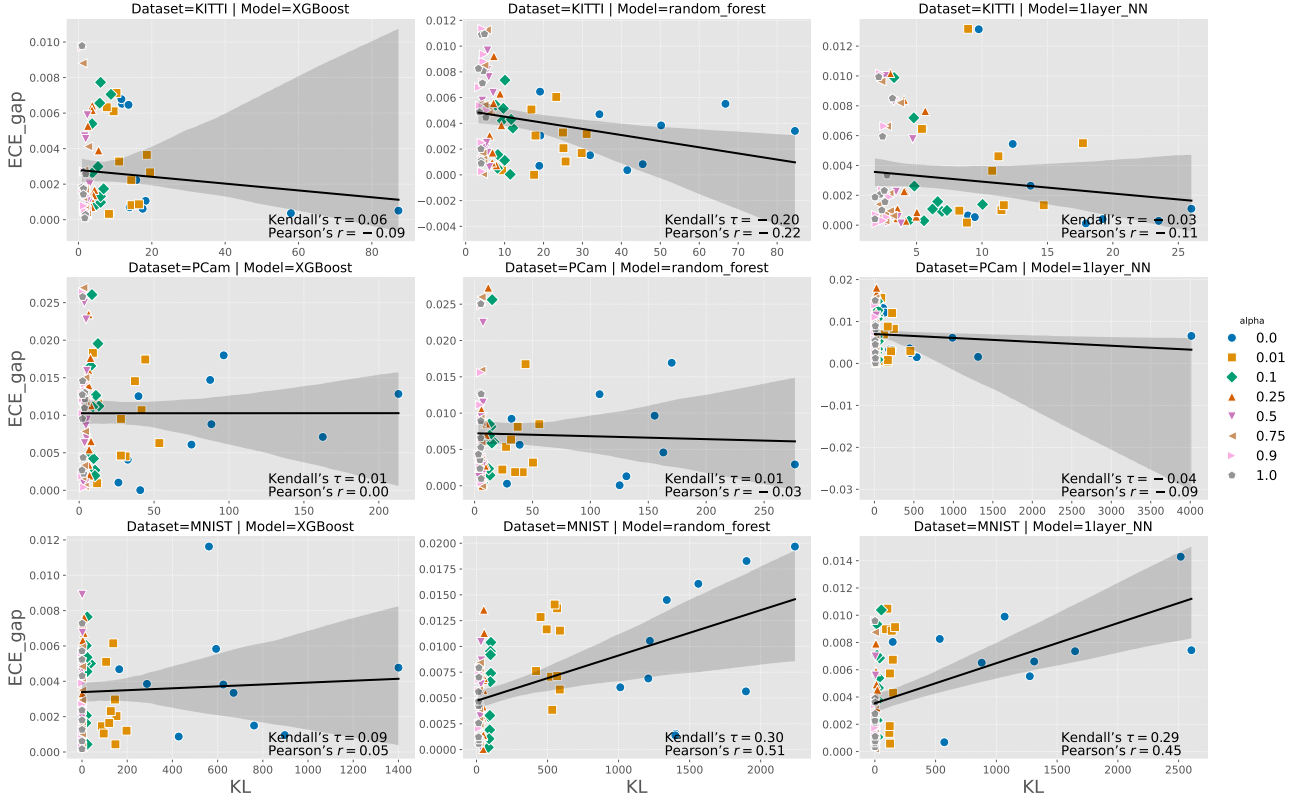 Dataset=KITTI | Model=XGBoost
Dataset=KITTI | Model=random_forest
Dataset=KITTI | Model=1layer_NN
ECE_gap
0.010
0.008
0.006
0.004
0.002
0.000
0 20 40 60 80
Kendall's τ = 0.06
Pearson's r = −0.09
0.012
0.010
0.008
0.006
0.004
0.002
0.000
−0.002
−0.004
0 10 20 30 40 50 60 70 80
Kendall's τ = −0.20
Pearson's r = −0.22
0.012
0.010
0.008
0.006
0.004
0.002
0.000
5 10 15 20 25
Kendall's τ = −0.03
Pearson's r = −0.11
Dataset=PCam | Model=XGBoost
Dataset=PCam | Model=random_forest
Dataset=PCam | Model=1layer_NN
ECE_gap
0.025
0.020
0.015
0.010
0.005
0.000
0 50 100 150 200
Kendall's τ = 0.01
Pearson's r = 0.00
0.025
0.020
0.015
0.010
0.005
0.000
0 50 100 150 200 250
Kendall's τ = 0.01
Pearson's r = −0.03
0.02
0.01
0.00
−0.01
−0.02
−0.03
0 500 1000 1500 2000 2500 3000 3500 4000
Kendall's τ = −0.04
Pearson's r = −0.09
alpha
0.0
0.01
0.1
0.25
0.5
0.75
0.9
1.0
Dataset=MNIST | Model=XGBoost
Dataset=MNIST | Model=random_forest
Dataset=MNIST | Model=1layer_NN
ECE_gap
0.012
0.010
0.008
0.006
0.004
0.002
0.000
0 200 400 600 800 1000 1200 1400
KL
Kendall's τ = 0.09
Pearson's r = 0.05
0.0200
0.0175
0.0150
0.0125
0.0100
0.0075
0.0050
0.0025
0.0000
0 500 1000 1500 2000
KL
Kendall's τ = 0.30
Pearson's r = 0.51
0.014
0.012
0.010
0.008
0.006
0.004
0.002
0.000
0 500 1000 1500 2000 2500
KL
Kendall's τ = 0.29
Pearson's r = 0.45